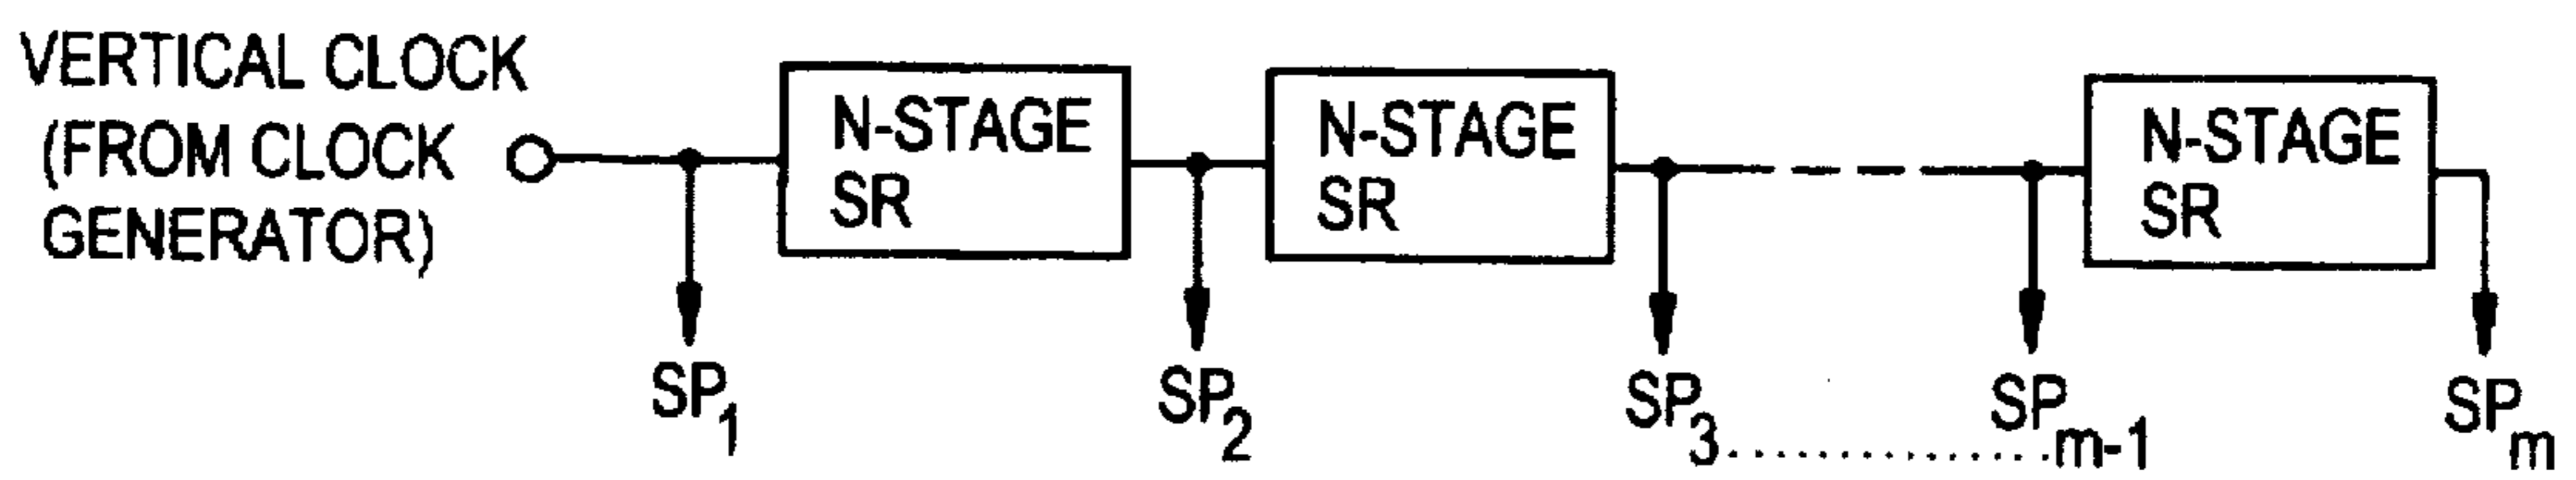 VERTICAL CLOCK
(FROM CLOCK
GENERATOR)
N-STAGE
SR
N-STAGE
SR
N-STAGE
SR
SP1
SP2
SP3...............SPm-1
SPm